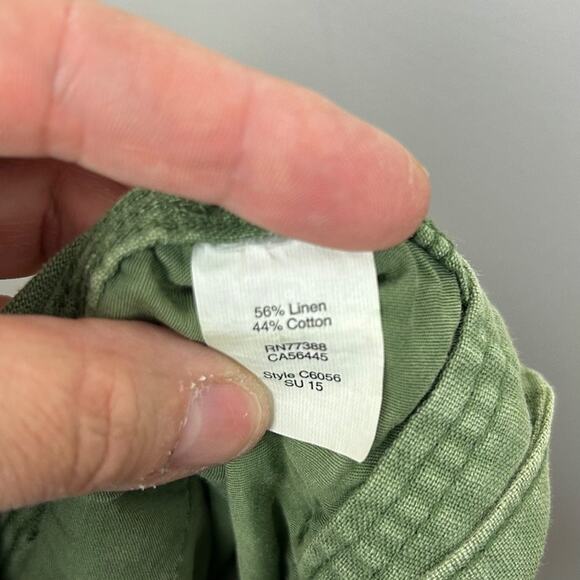 56% Linen
44% Cotton
RN77388
CA56445
Style C6056
SU 15